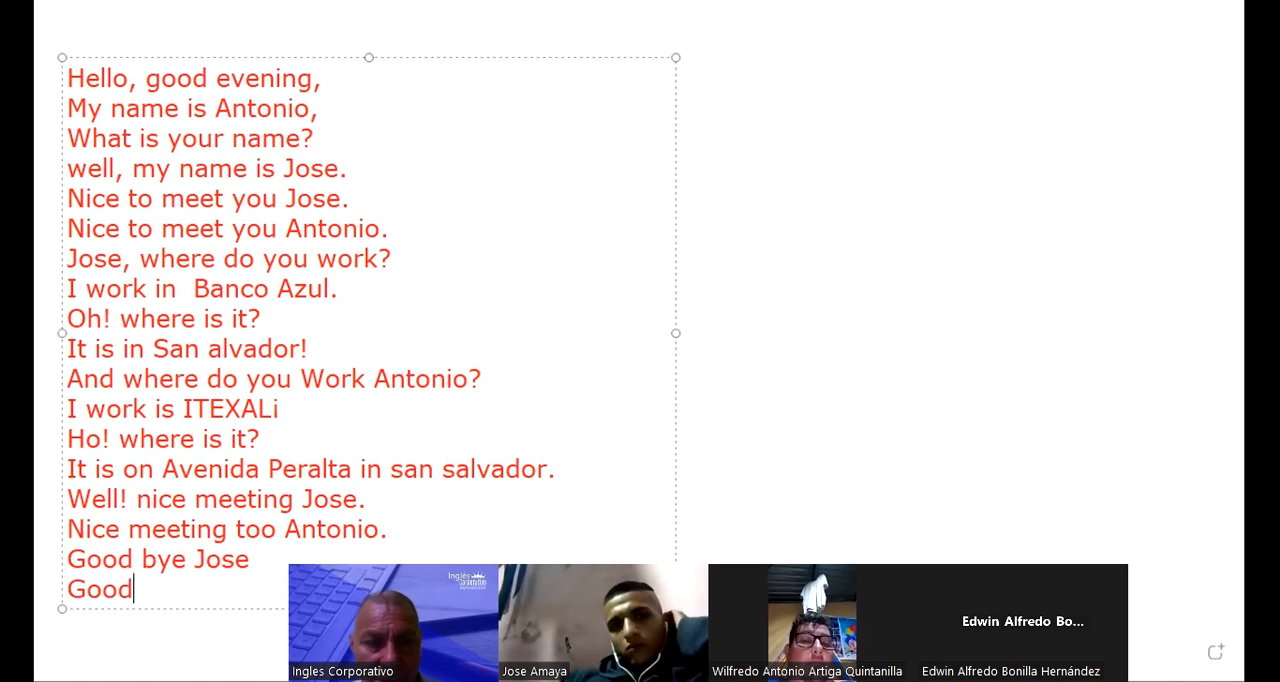 Hello, good evening,
My name is Antonio,
What is your name?
well, my name is Jose.
Nice to meet you Jose.
Nice to meet you Antonio.
Jose, where do you work?
I work in  Banco Azul.
Oh! where is it?
It is in San alvador!
And where do you Work Antonio?
I work is ITEXALi
Ho! where is it?
It is on Avenida Peralta in san salvador.
Well! nice meeting Jose.
Nice meeting too Antonio.
Good bye Jose
Good
Inglés
Corporativo
Edwin Alfredo Bo...
Ingles Corporativo
Jose Amaya
Wilfredo Antonio Artiga Quintanilla
Edwin Alfredo Bonilla Hernández